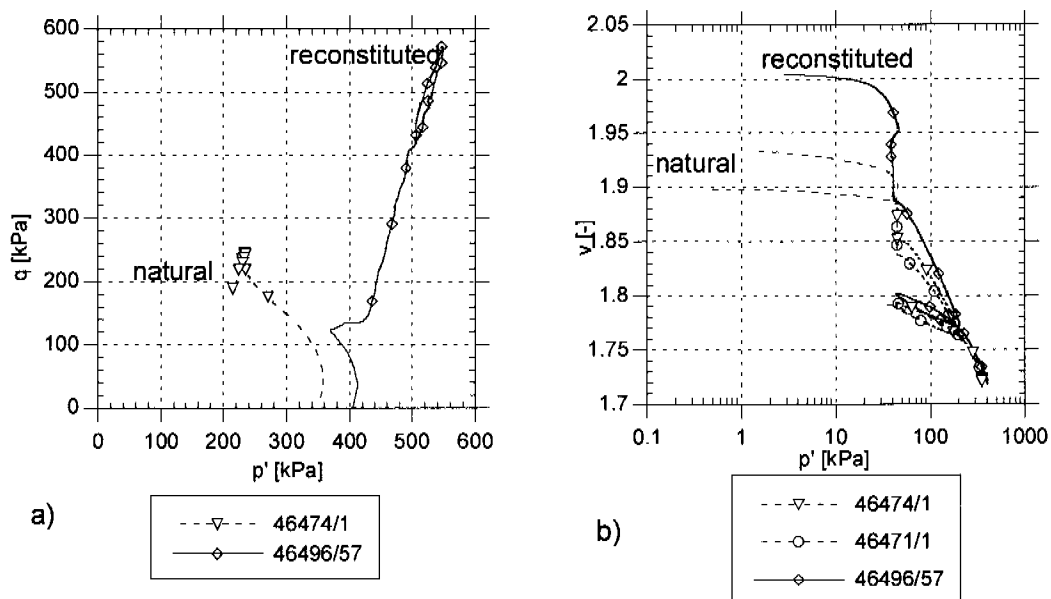 600
500
400
300
200
100
0
q [kPa]
reconstituted
natural
0 100 200 300 400 500 600
p' [kPa]
a)
46474/1
46496/57
2.05
2
1.95
1.9
1.85
1.8
1.75
1.7
v [-]
reconstituted
natural
0.1 1 10 100 1000
p' [kPa]
b)
46474/1
46471/1
46496/57